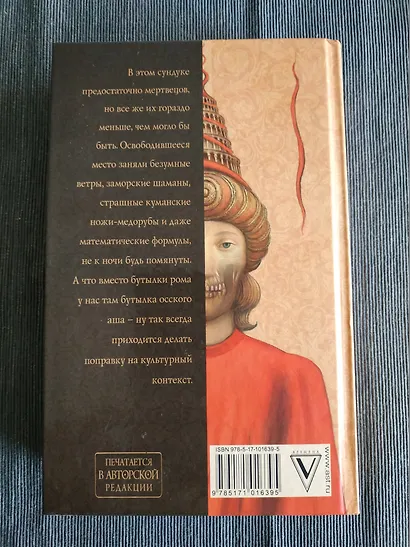 В этом сундуке
предостаточно мертвецов,
но все же их гораздо
меньше, чем могло бы
быть. Освободившееся
место заняли безумные
ветры, заморские шаманы,
страшные куманские
ножи-медорубы и даже
математические формулы,
не к ночи будь помянуты.
А что вместо бутылки рома
у нас там бутылка осского
аша – ну так всегда
приходится делать
поправку на культурный
контекст.
ПЕЧАТАЕТСЯ
В АВТОРСКОЙ
РЕДАКЦИИ
ISBN 978-5-17-101639-5
9 785171 016395
www.ast.ru